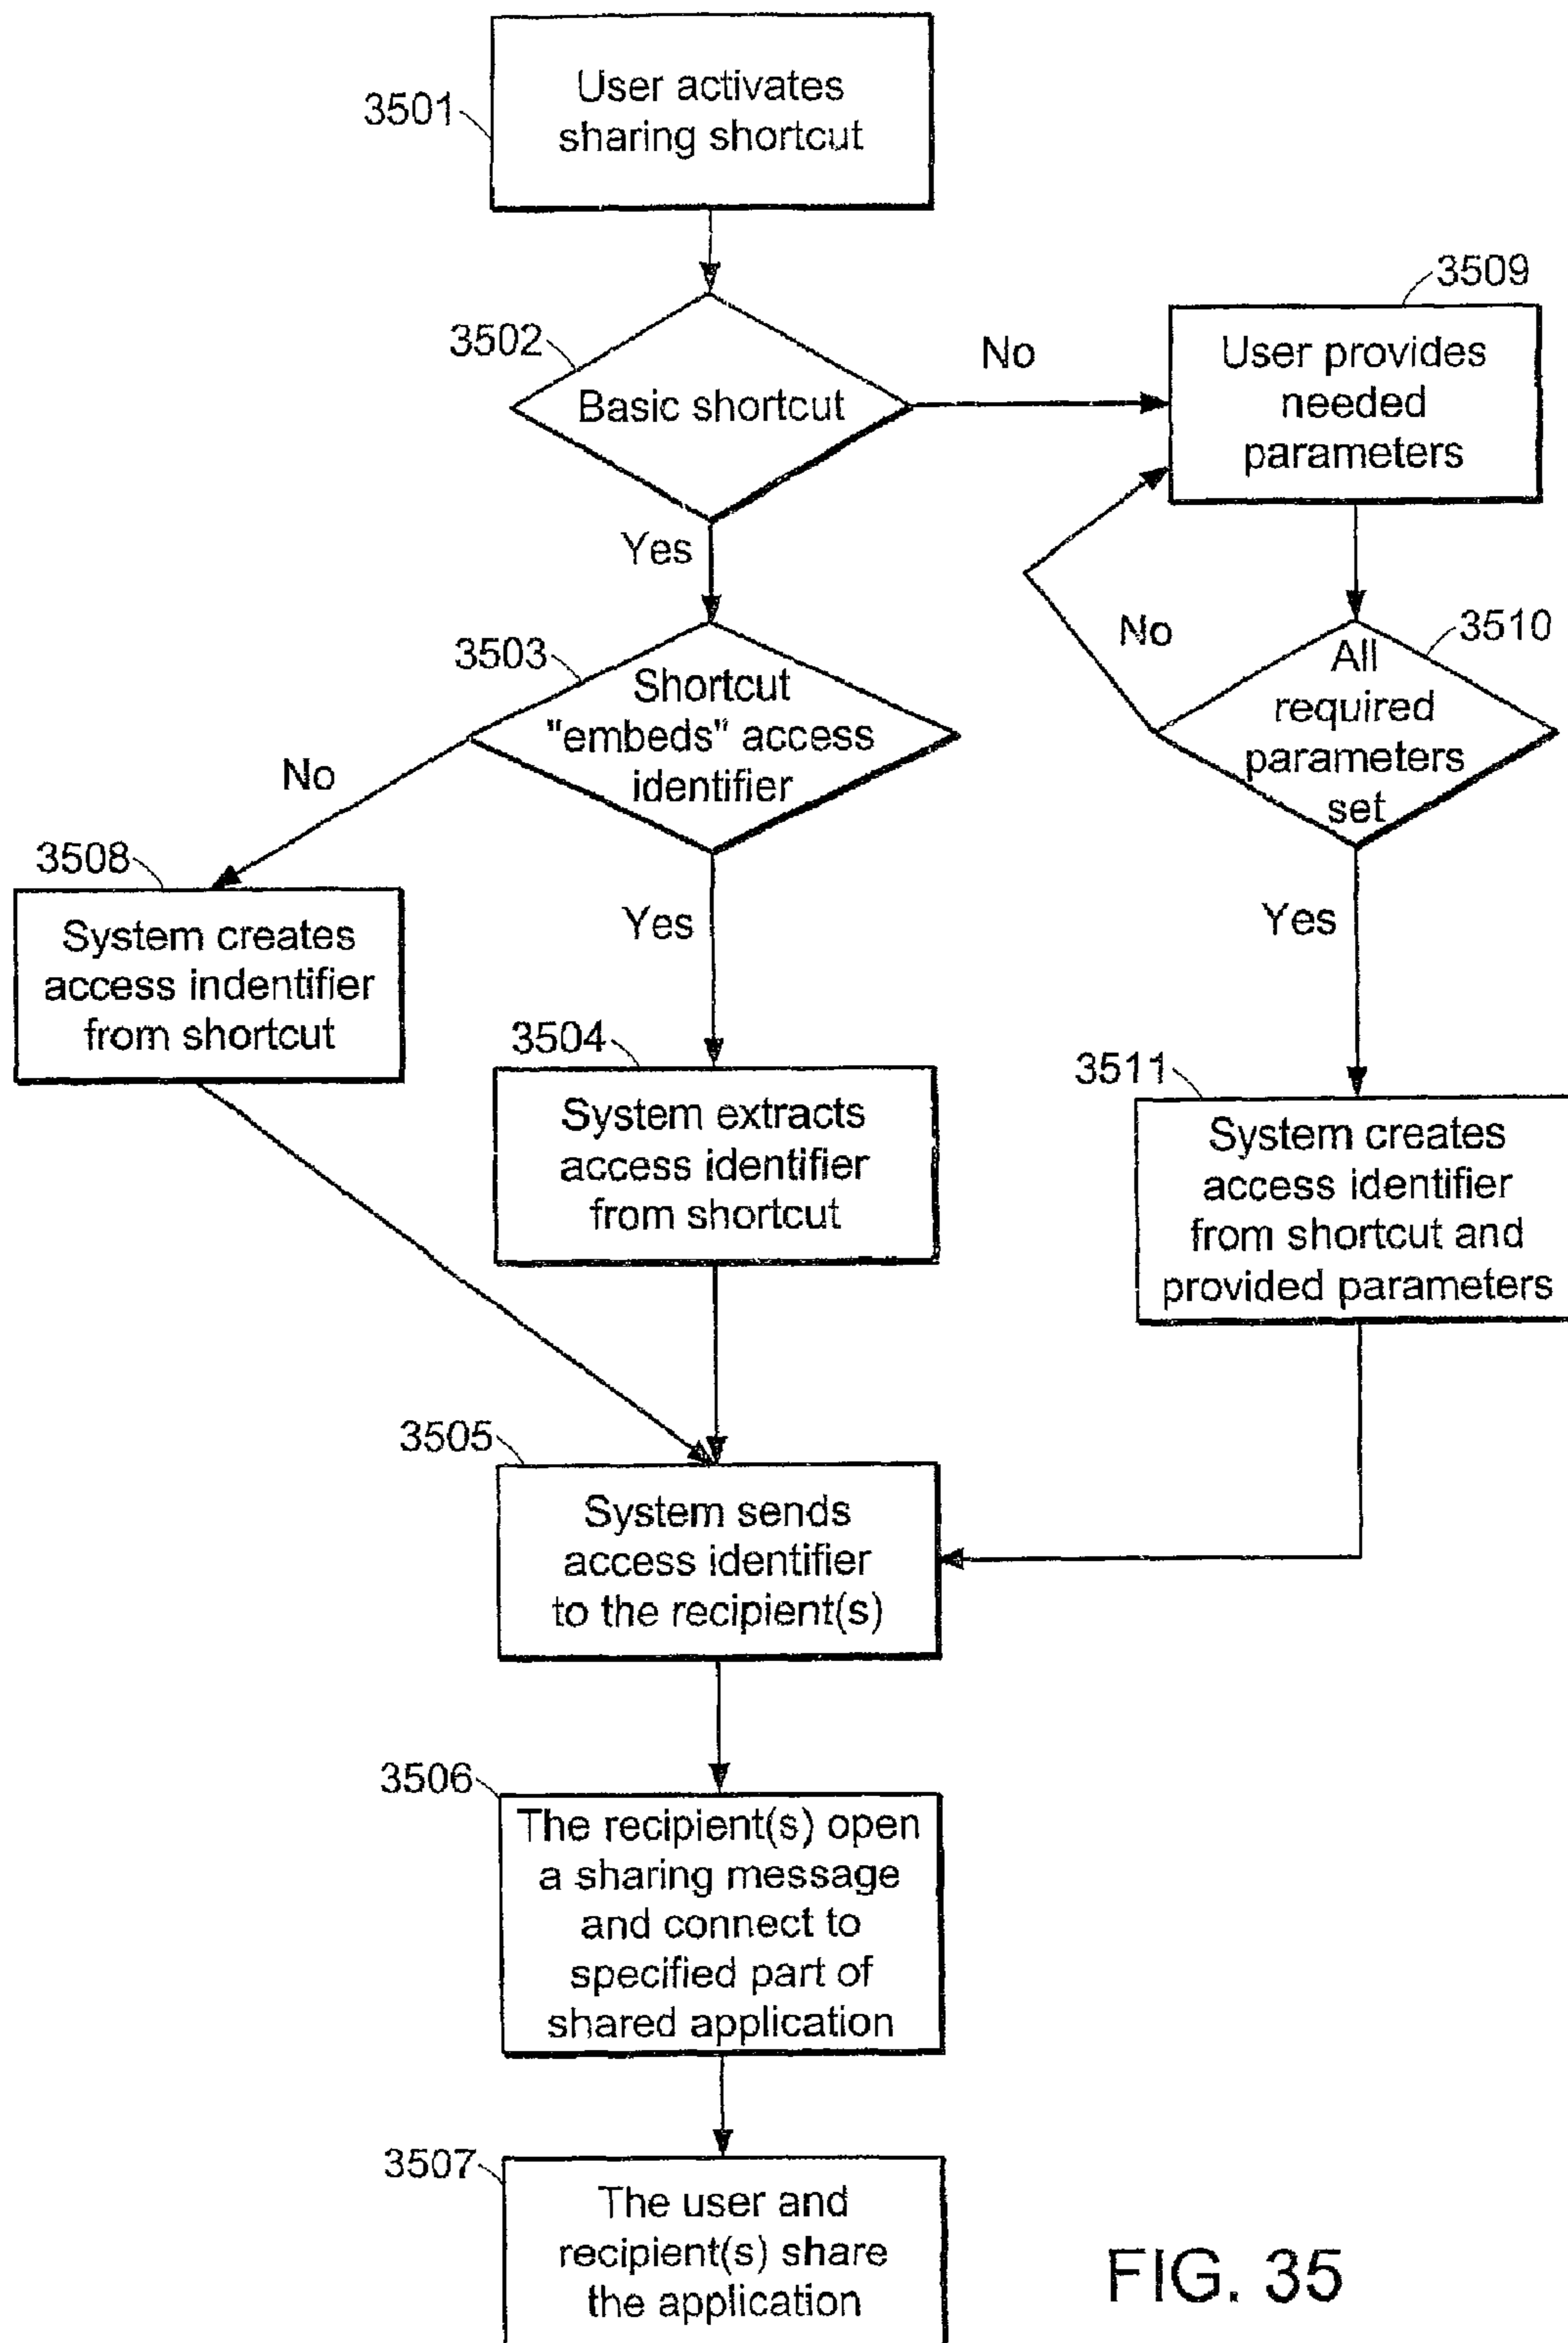 3501
User activates
sharing shortcut
3502
Basic shortcut
No
3509
User provides
needed
parameters
Yes
3503
Shortcut
"embeds" access
identifier
No
3510
All
required
parameters
set
No
3508
System creates
access indentifier
from shortcut
Yes
3504
System extracts
access identifier
from shortcut
Yes
3511
System creates
access identifier
from shortcut and
provided parameters
3505
System sends
access identifier
to the recipient(s)
3506
The recipient(s) open
a sharing message
and connect to
specified part of
shared application
3507
The user and
recipient(s) share
the application
FIG. 35